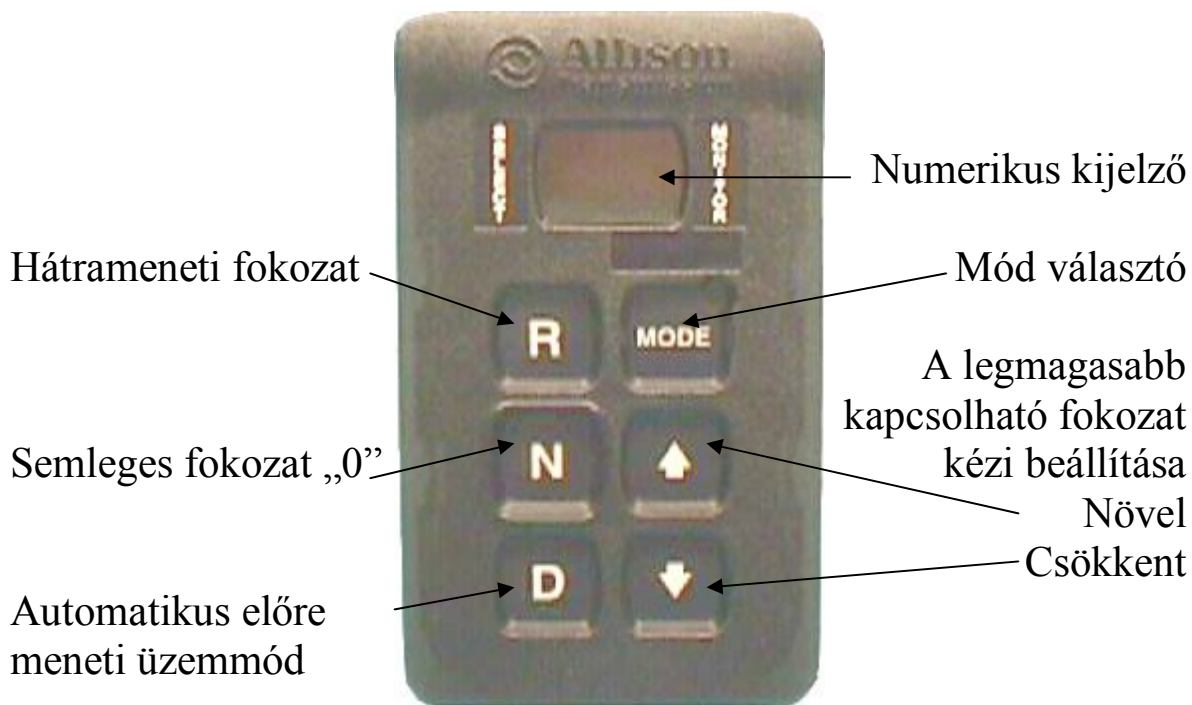 Allison
SELECT
MONITOR
Numerikus kijelző
Hátrameneti fokozat
Mód választó
R
MODE
A legmagasabb
kapcsolható fokozat
kézi beállítása
Semleges fokozat „0”
N
Növel
Csökkent
D
Automatikus előre
meneti üzemmód